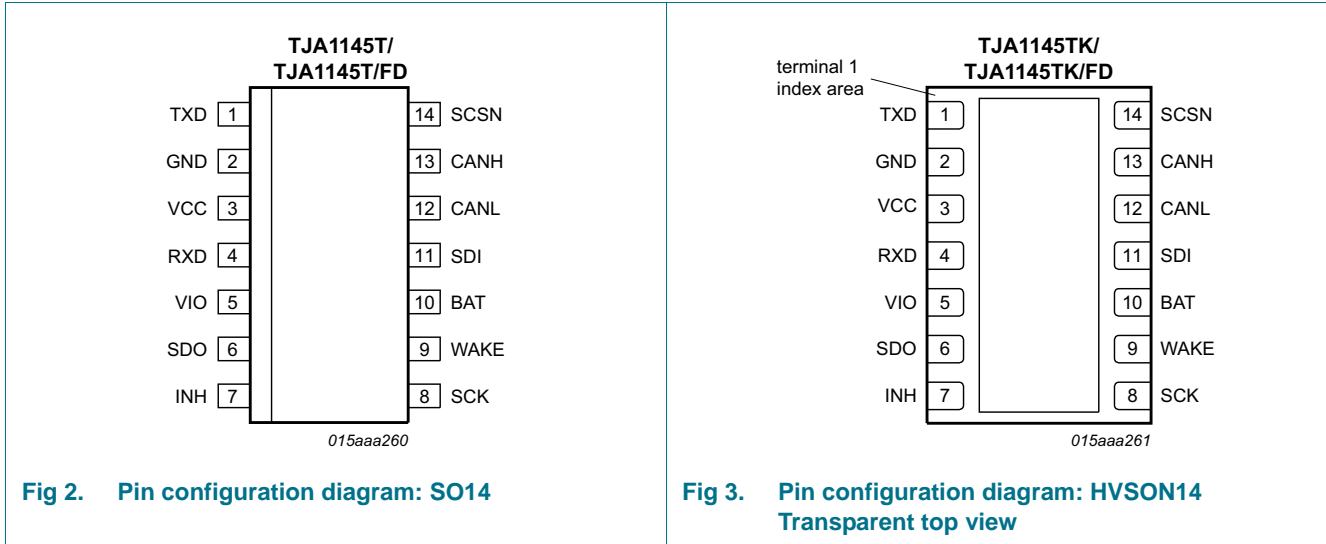 TJA1145T/
TJA1145T/FD
TXD 1 14 SCSN
GND 2 13 CANH
VCC 3 12 CANL
RXD 4 11 SDI
VIO 5 10 BAT
SDO 6 9 WAKE
INH 7 8 SCK
015aaa260
Fig 2. Pin configuration diagram: SO14
TJA1145TK/
TJA1145TK/FD
terminal 1
index area
TXD 1 14 SCSN
GND 2 13 CANH
VCC 3 12 CANL
RXD 4 11 SDI
VIO 5 10 BAT
SDO 6 9 WAKE
INH 7 8 SCK
015aaa261
Fig 3. Pin configuration diagram: HVSON14
Transparent top view